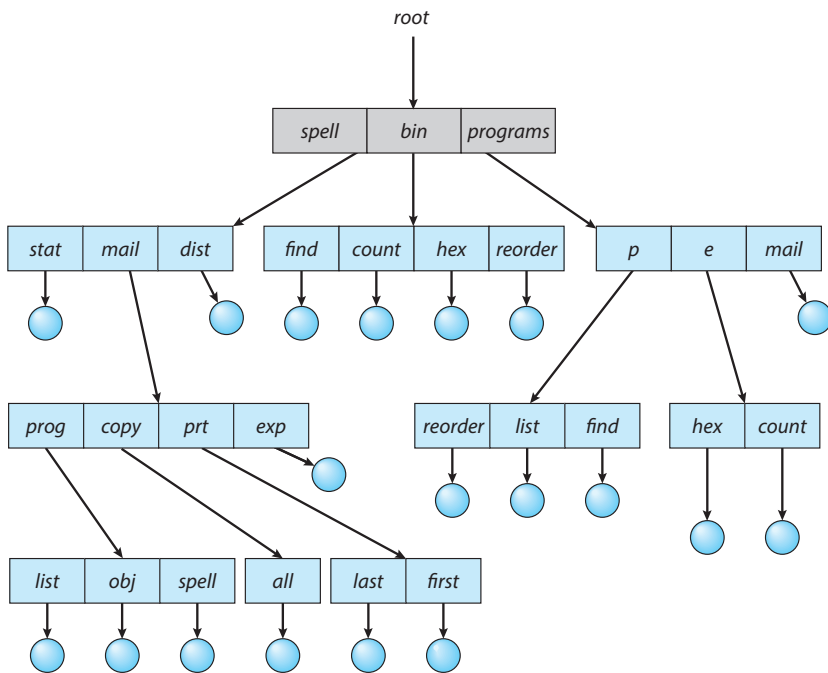 root
spell bin programs
stat mail dist find count hex reorder p e mail
prog copy prt exp reorder list find hex count
list obj spell all last first